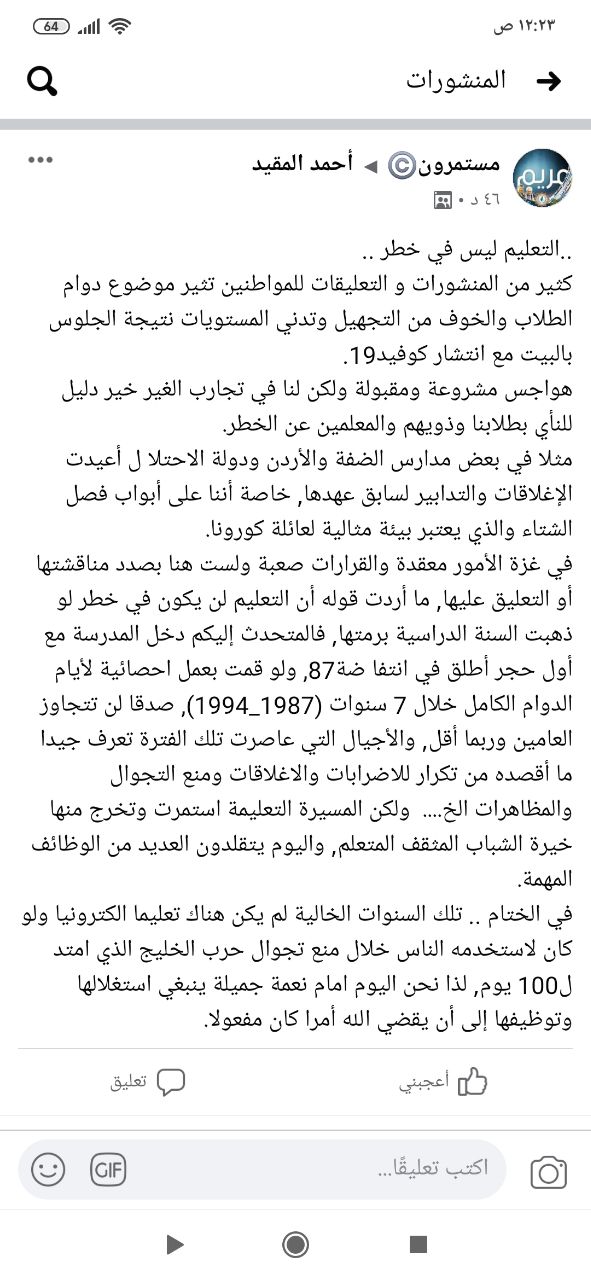 ١٢:٢٣ ص
64
المنشورات
أحمد المقيد ◄ مستمرون©
٤٦ د
..التعليم ليس في خطر ..
كثير من المنشورات و التعليقات للمواطنين تثير موضوع دوام
الطلاب والخوف من التجهيل وتدني المستويات نتيجة الجلوس
بالبيت مع انتشار كوفيد19.
هواجس مشروعة ومقبولة ولكن لنا في تجارب الغير خير دليل
للنأي بطلابنا وذويهم والمعلمين عن الخطر.
مثلا في بعض مدارس الضفة والأردن ودولة الاحتلا ل أعيدت
الإغلاقات والتدابير لسابق عهدها, خاصة أننا على أبواب فصل
الشتاء والذي يعتبر بيئة مثالية لعائلة كورونا.
في غزة الأمور معقدة والقرارات صعبة ولست هنا بصدد مناقشتها
أو التعليق عليها, ما أردت قوله أن التعليم لن يكون في خطر لو
ذهبت السنة الدراسية برمتها, فالمتحدث إليكم دخل المدرسة مع
أول حجر أطلق في انتفا ضة87, ولو قمت بعمل احصائية لأيام
الدوام الكامل خلال 7 سنوات (1987_1994), صدقا لن تتجاوز
العامين وربما أقل, والأجيال التي عاصرت تلك الفترة تعرف جيدا
ما أقصده من تكرار للاضرابات والاغلاقات ومنع التجوال
والمظاهرات الخ.... ولكن المسيرة التعليمة استمرت وتخرج منها
خيرة الشباب المثقف المتعلم, واليوم يتقلدون العديد من الوظائف
المهمة.
في الختام .. تلك السنوات الخالية لم يكن هناك تعليما الكترونيا ولو
كان لاستخدمه الناس خلال منع تجوال حرب الخليج الذي امتد
ل100 يوم, لذا نحن اليوم امام نعمة جميلة ينبغي استغلالها
وتوظيفها إلى أن يقضي الله أمرا كان مفعولا.
أعجبني
تعليق
اكتب تعليقًا...
GIF